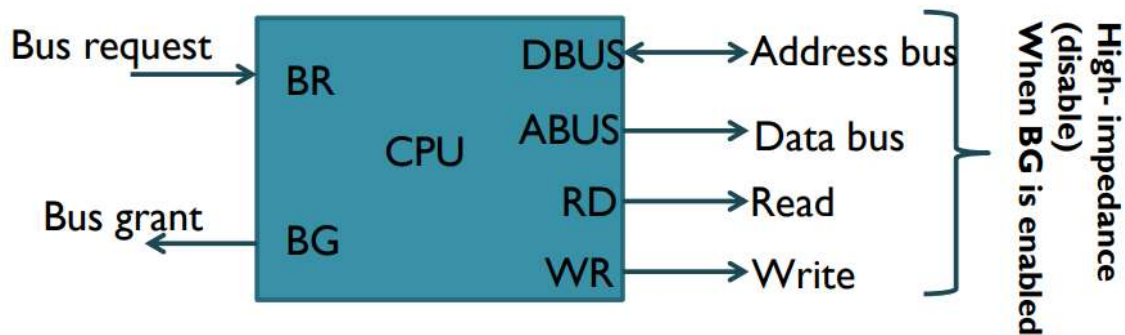 Bus request
BR
Bus grant
BG
CPU
DBUS
ABUS
RD
WR
Address bus
Data bus
Read
Write
High- impedance
(disable)
When BG is enabled